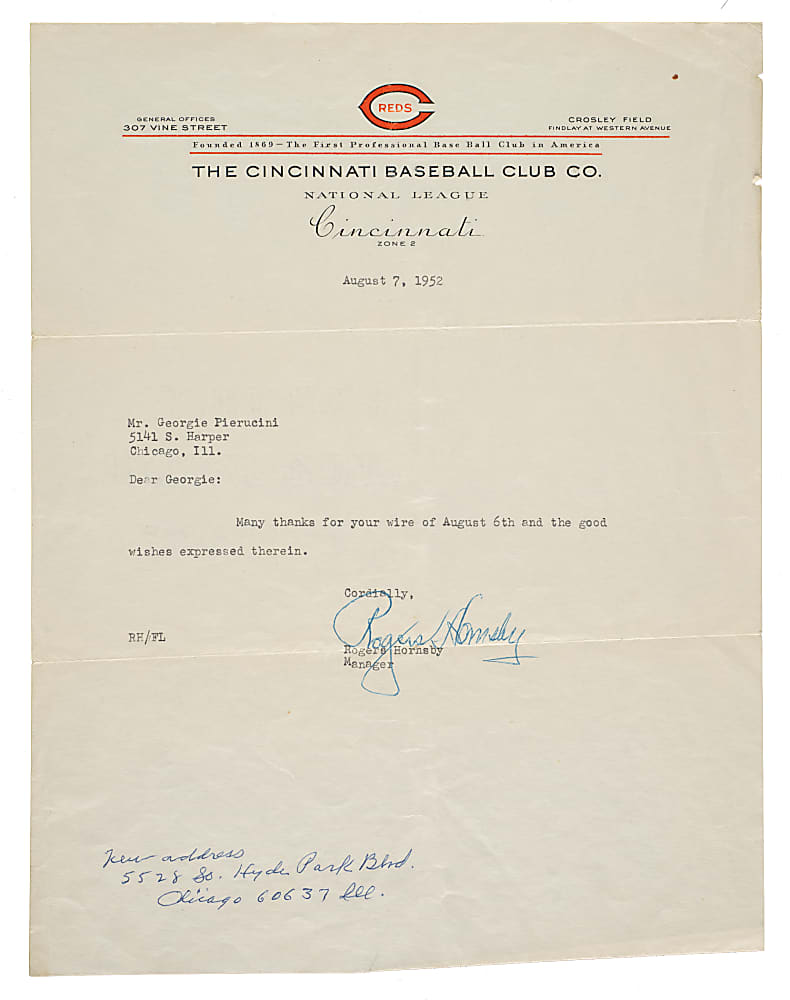 REDS
GENERAL OFFICES
307 VINE STREET
CROSLEY FIELD
FINDLAY AT WESTERN AVENUE
Founded 1869—The First Professional Base Ball Club in America
THE CINCINNATI BASEBALL CLUB CO.
NATIONAL LEAGUE
Cincinnati
ZONE 2
August 7, 1952
Mr. Georgie Pierucini
5141 S. Harper
Chicago, Ill.
Dear Georgie:
Many thanks for your wire of August 6th and the good
wishes expressed therein.
Cordially,
Rogers Hornsby
RH/FL
Rogers Hornsby
Manager
New address
5528 So. Hyde Park Blvd.
Chicago 60637 Ill.